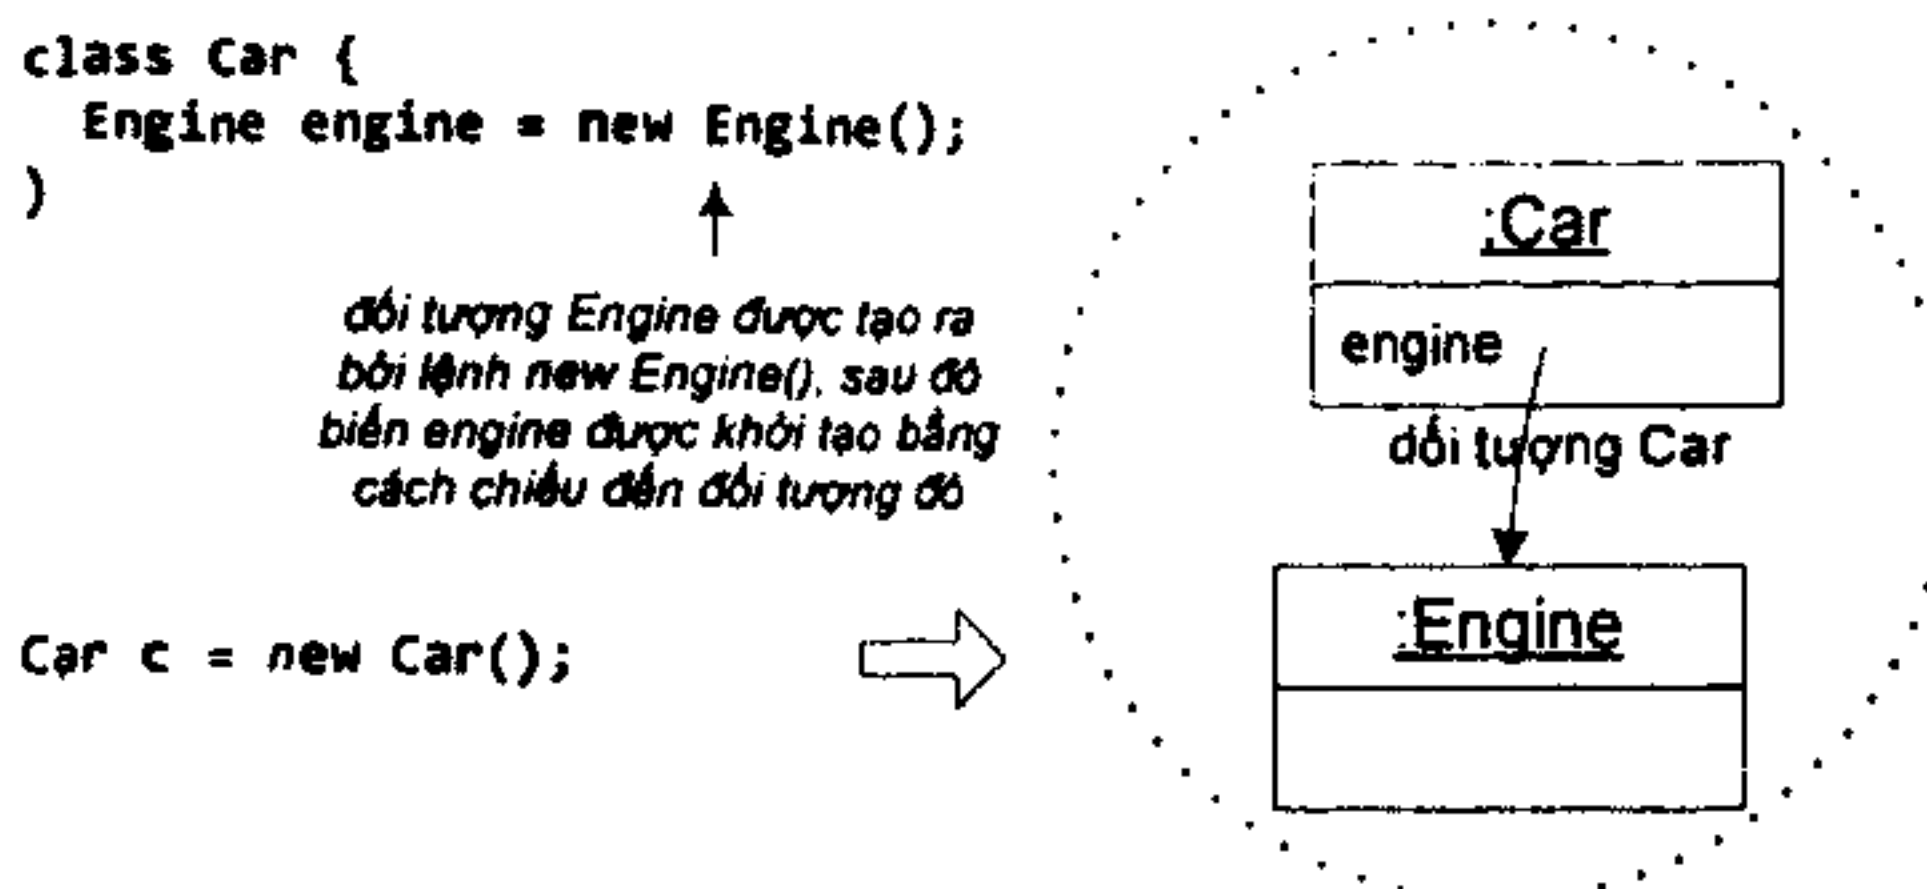 class Car {
Engine engine = new Engine();
}
đối tượng Engine được tạo ra
bởi lệnh new Engine(), sau đó
biến engine được khởi tạo bằng
cách chiếu đến đối tượng đó
Car c = new Car();
:Car
engine
đối tượng Car
:Engine